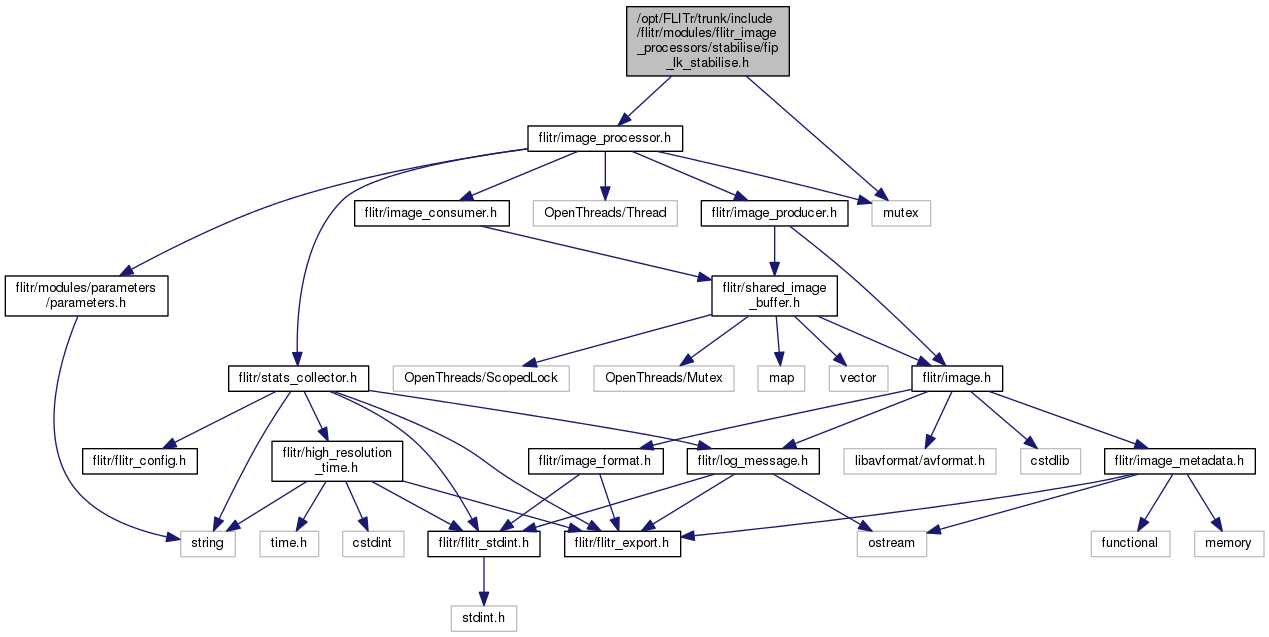 /opt/FLITr/trunk/include
/flitr/modules/flitr_image
_processors/stabilise/fip
_lk_stabilise.h
flitr/image_processor.h
flitr/image_consumer.h
OpenThreads/Thread
flitr/image_producer.h
mutex
flitr/modules/parameters
/parameters.h
flitr/shared_image
_buffer.h
flitr/stats_collector.h
OpenThreads/ScopedLock
OpenThreads/Mutex
map
vector
flitr/image.h
flitr/flitr_config.h
flitr/high_resolution
_time.h
flitr/image_format.h
flitr/log_message.h
libavformat/avformat.h
cstdlib
flitr/image_metadata.h
string
time.h
cstdint
flitr/flitr_stdint.h
flitr/flitr_export.h
ostream
functional
memory
stdint.h